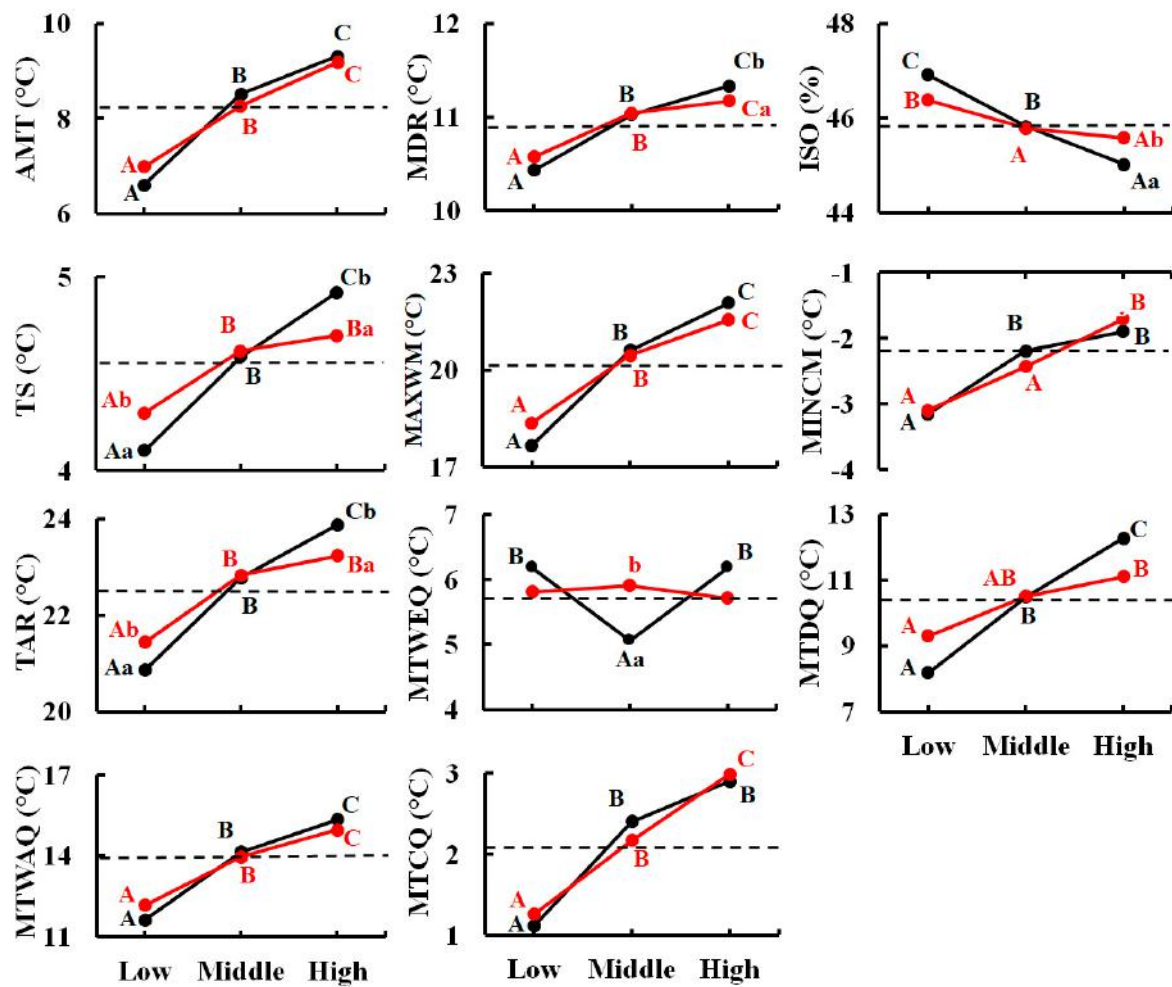 AMT (°C)
10
8
6
A
A
B
B
C
C
MDR (°C)
12
11
10
A
A
B
B
Cb
Ca
ISO (%)
48
46
44
C
B
B
A
Ab
Aa
TS (°C)
5
4
Ab
Aa
B
B
Cb
Ba
MAXWM (°C)
23
20
17
A
A
B
B
C
C
MINCM (°C)
-1
-2
-3
-4
A
A
B
A
B
B
TAR (°C)
24
22
20
Ab
Aa
B
B
Cb
Ba
MTWEQ (°C)
7
6
5
4
B
b
Aa
B
MTDQ (°C)
13
11
9
7
A
A
AB
B
C
B
Low Middle High
MTWAQ (°C)
17
14
11
A
A
B
B
C
C
Low Middle High
MTCQ (°C)
3
2
1
A
A
B
B
C
B
Low Middle High